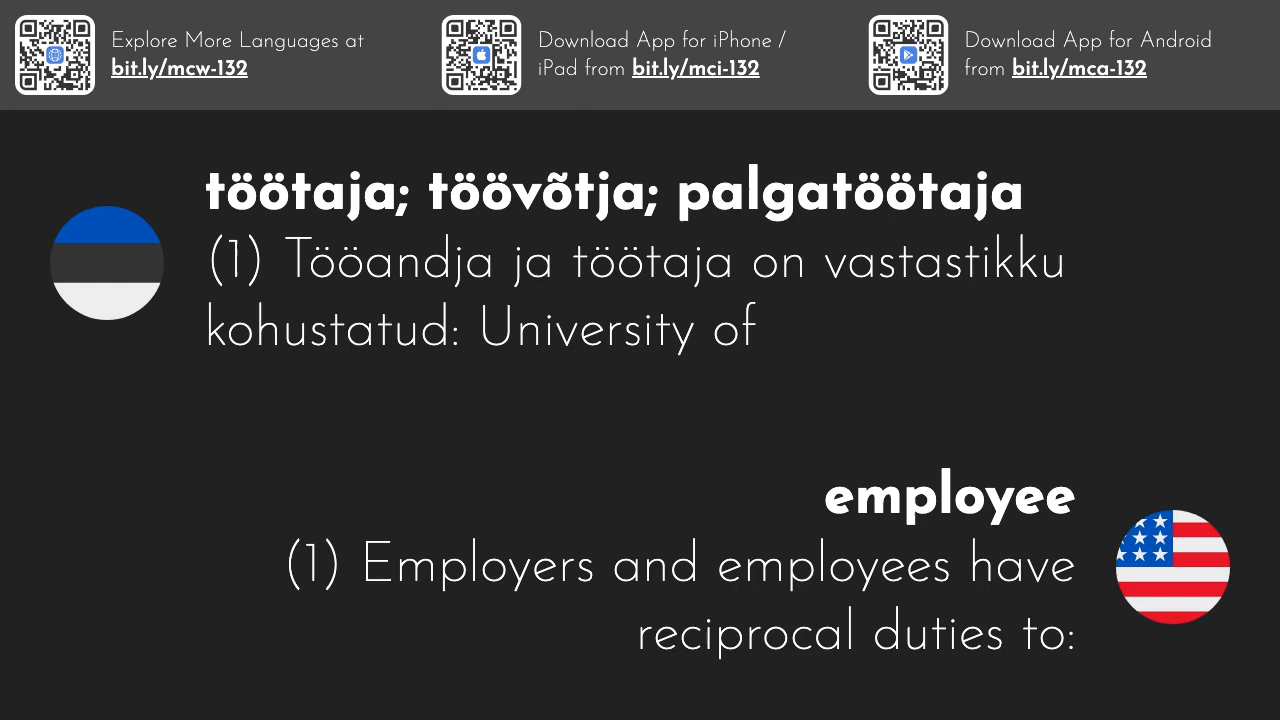 Explore More Languages at
bit.ly/mcw-132
Download App for iPhone /
iPad from bit.ly/mci-132
Download App for Android
from bit.ly/mca-132
töötaja; töövõtja; palgatöötaja
(1) Tööandja ja töötaja on vastastikku
kohustatud: University of
employee
(1) Employers and employees have
reciprocal duties to: